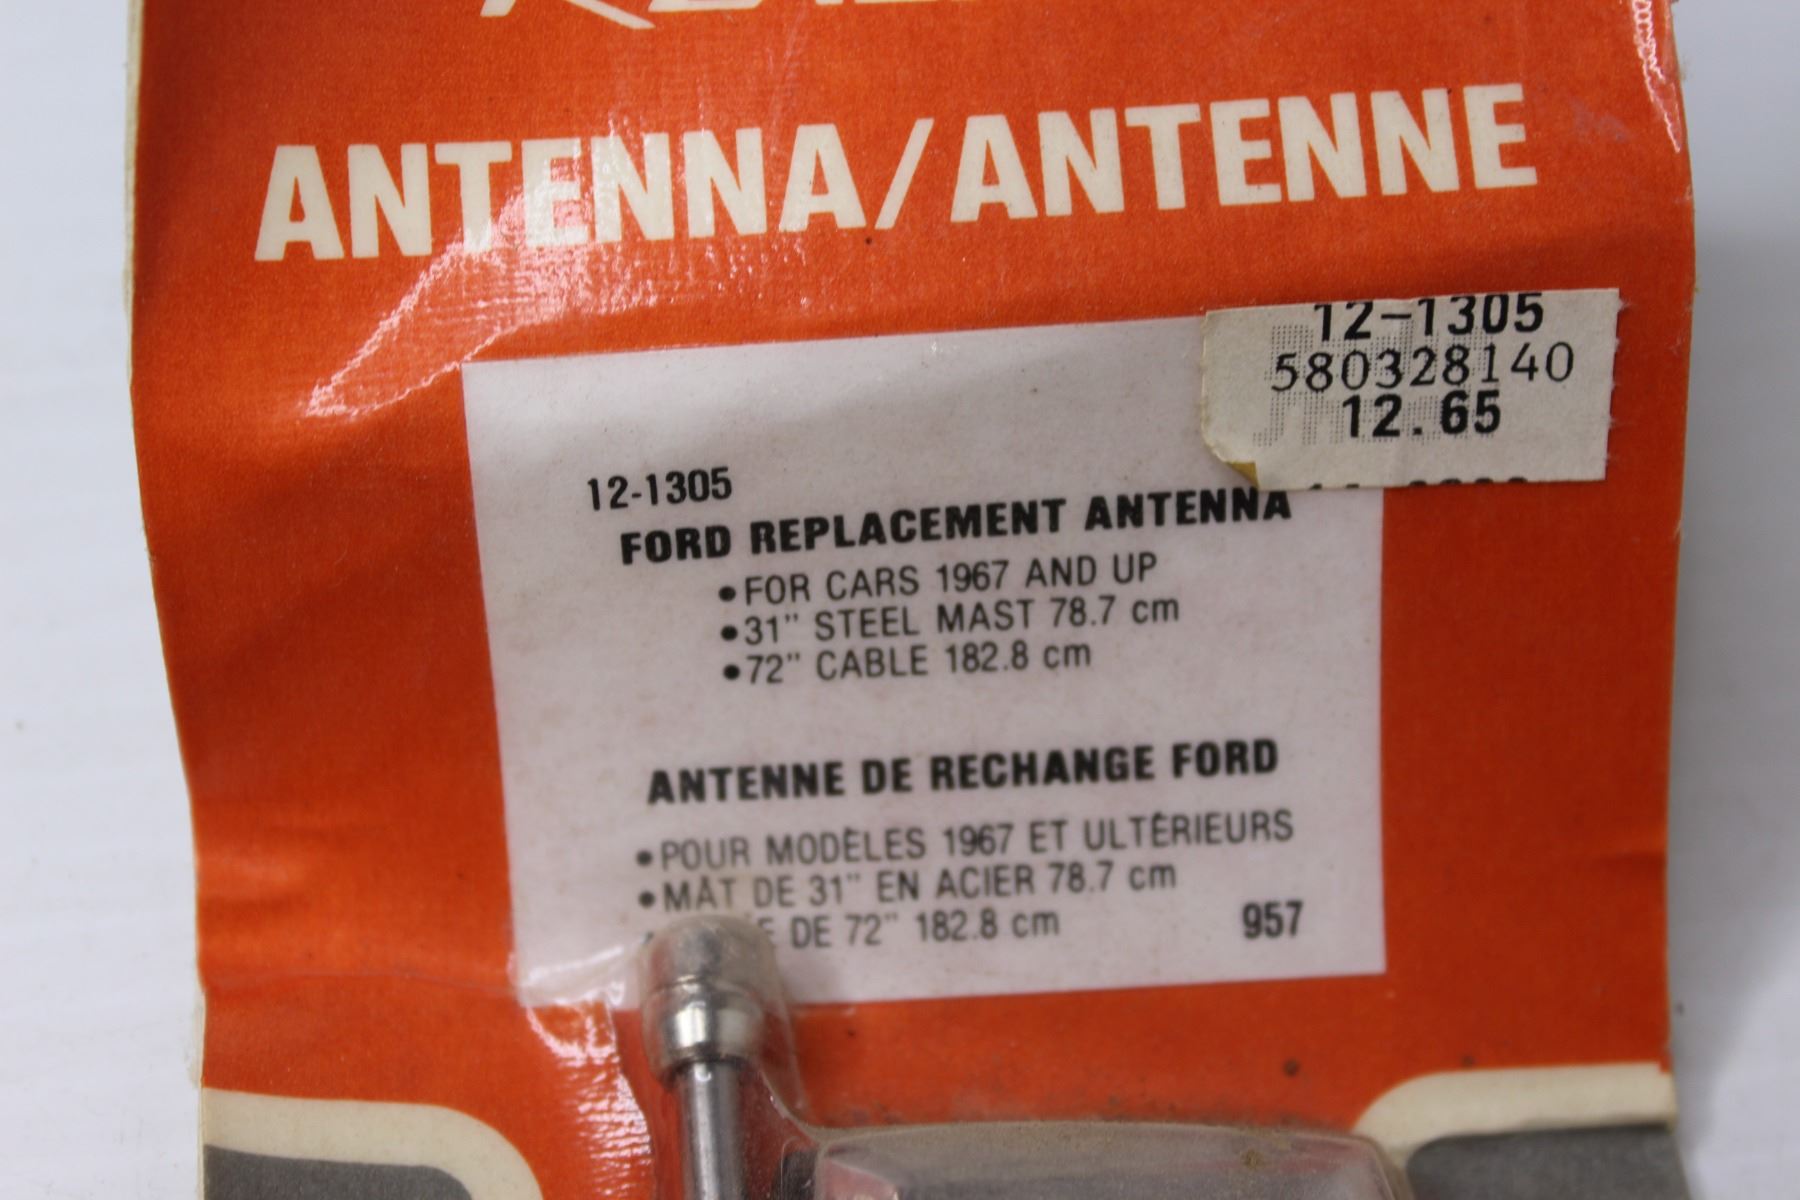 ANTENNA/ANTENNE
12-1305
580328140
12.65
12-1305
FORD REPLACEMENT ANTENNA
•FOR CARS 1967 AND UP
•31" STEEL MAST 78.7 cm
•72" CABLE 182.8 cm
ANTENNE DE RECHANGE FORD
•POUR MODÈLES 1967 ET ULTÉRIEURS
•MÂT DE 31" EN ACIER 78.7 cm
DE 72" 182.8 cm
957